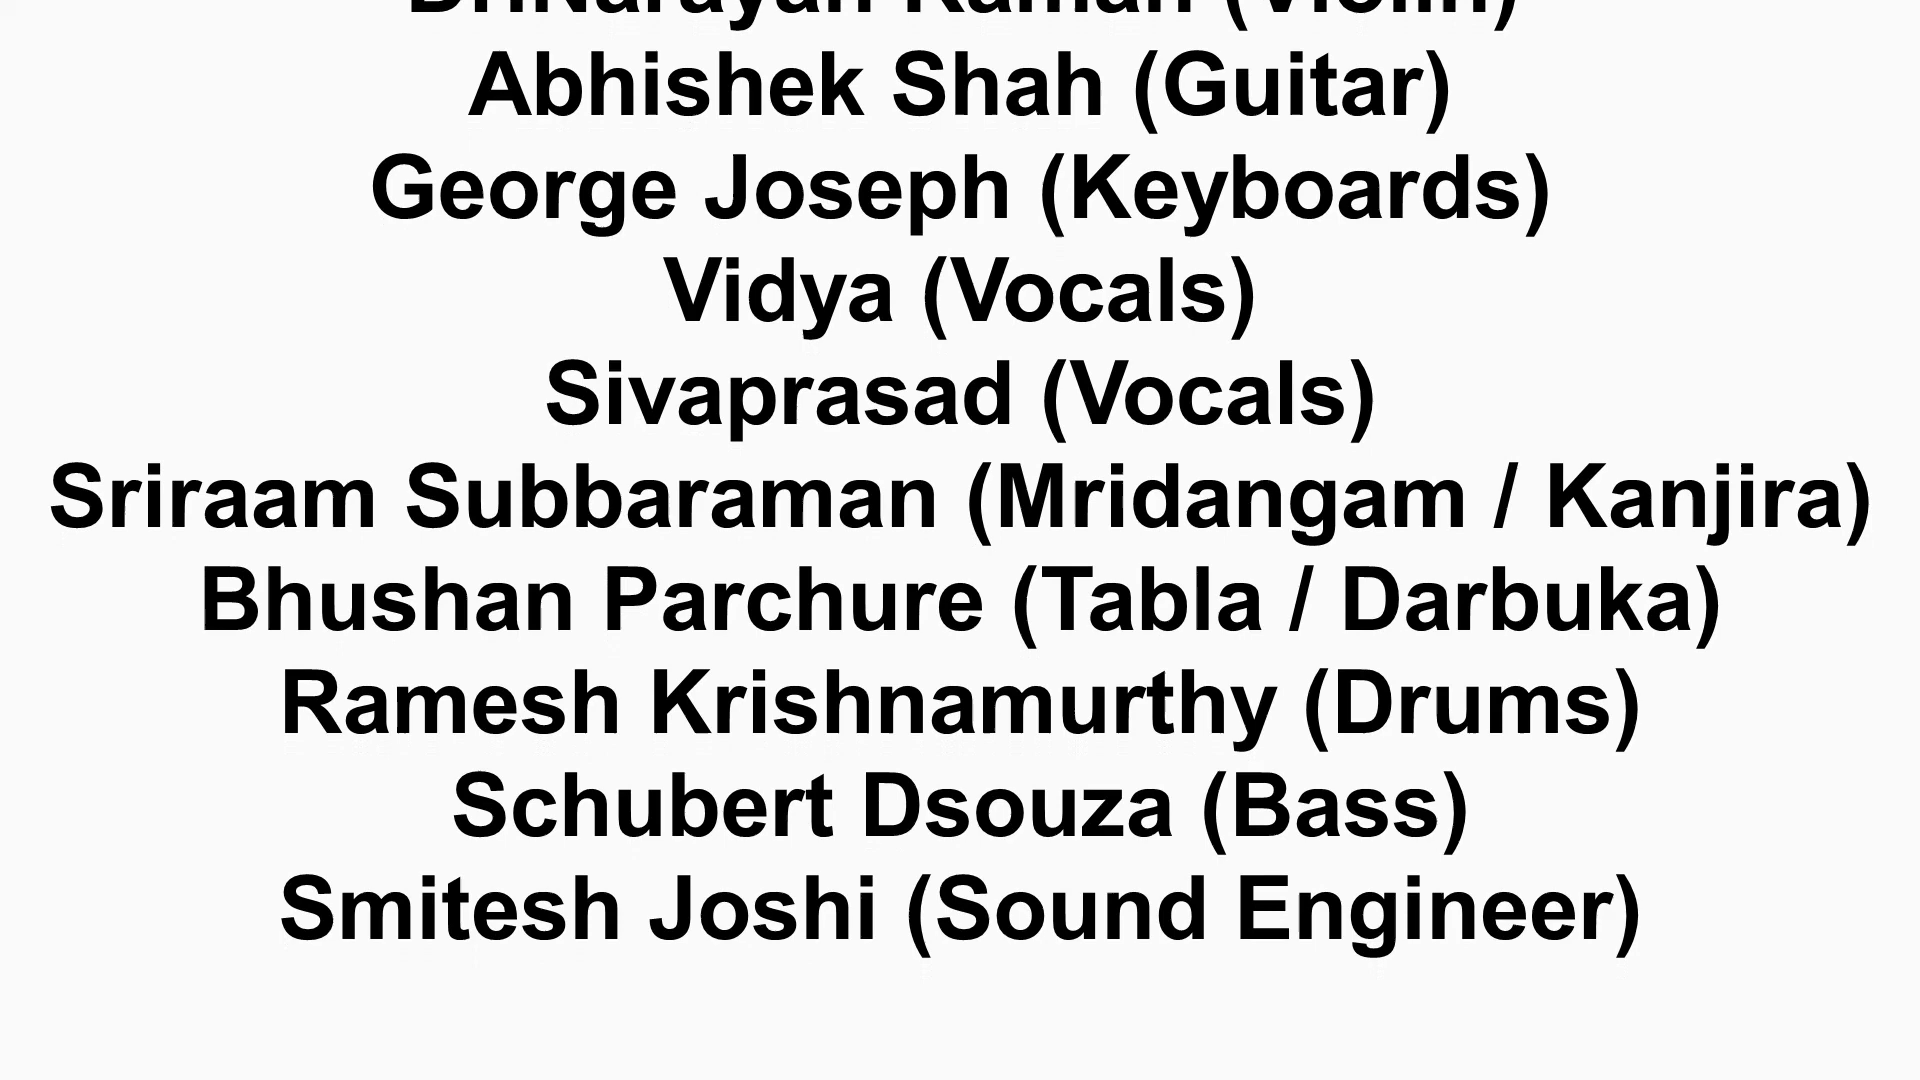 (Violin)
Abhishek Shah (Guitar)
George Joseph (Keyboards)
Vidya (Vocals)
Sivaprasad (Vocals)
Sriraam Subbaraman (Mridangam / Kanjira)
Bhushan Parchure (Tabla / Darbuka)
Ramesh Krishnamurthy (Drums)
Schubert Dsouza (Bass)
Smitesh Joshi (Sound Engineer)